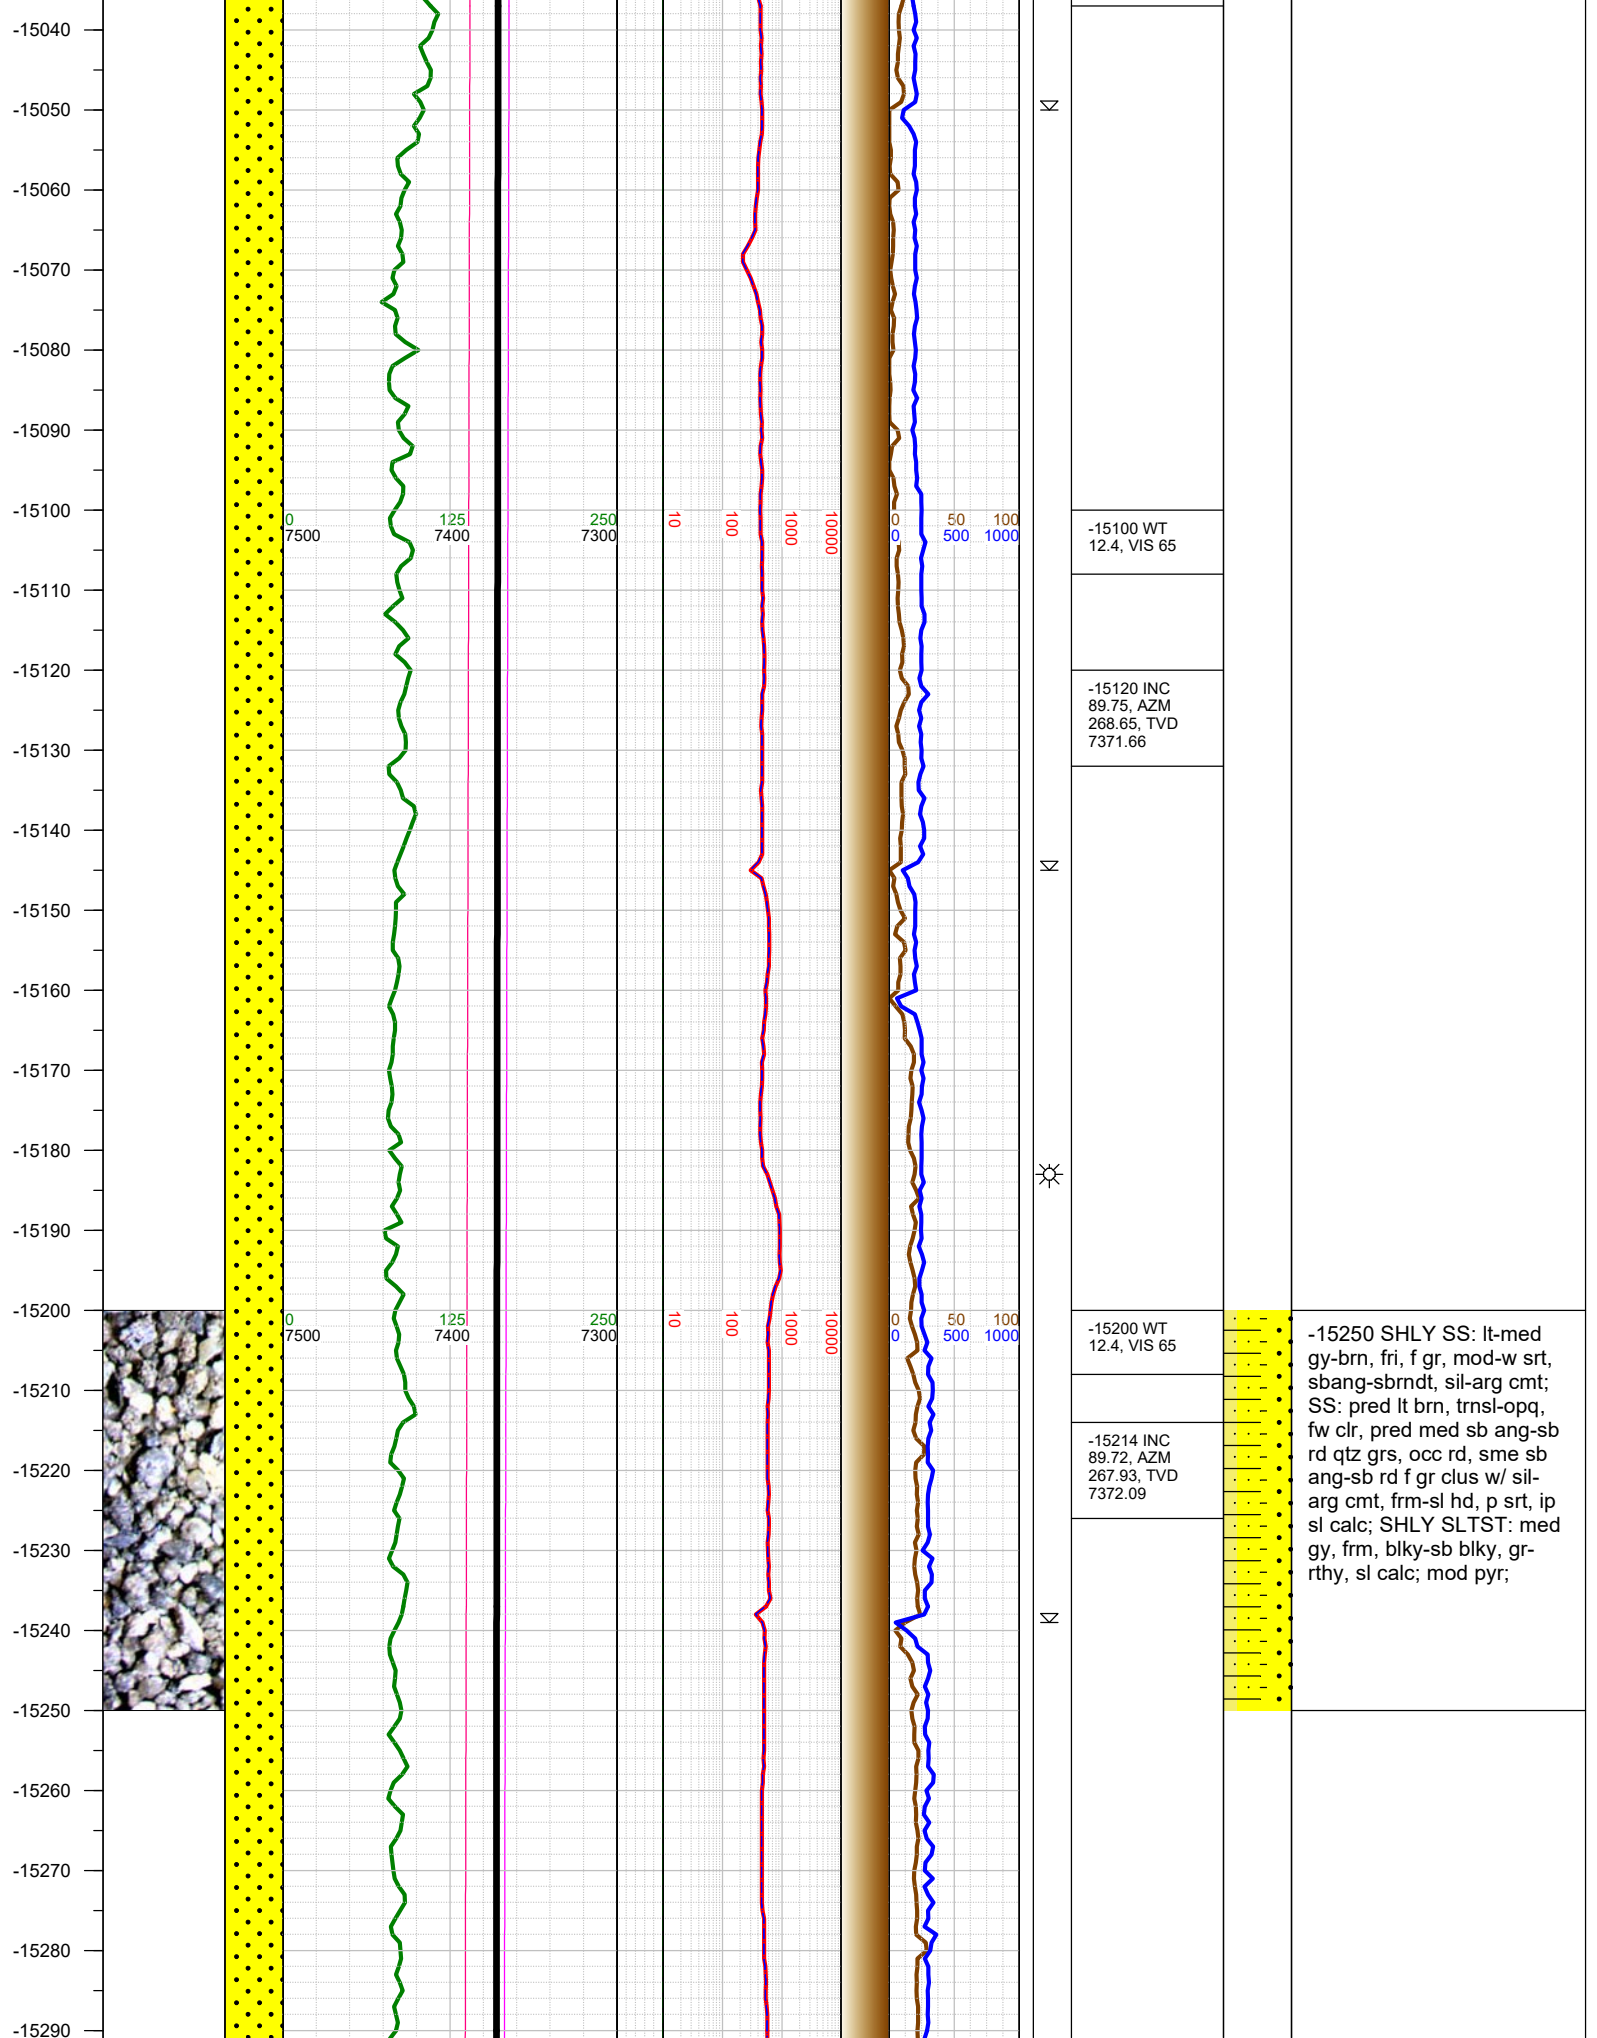 -15040
-15050
-15060
-15070
-15080
-15090
-15100
0 125 250 10 100 1000 10000 0 50 100
7500 7400 7300 0 500 1000
-15100 WT
12.4, VIS 65
-15110
-15120
-15120 INC
89.75, AZM
268.65, TVD
7371.66
-15130
-15140
-15150
-15160
-15170
-15180
-15190
-15200
0 125 250 10 100 1000 10000 0 50 100
7500 7400 7300 0 500 1000
-15200 WT
12.4, VIS 65
-15250 SHLY SS: lt-med
gy-brn, fri, f gr, mod-w srt,
sbang-sbrndt, sil-arg cmt;
SS: pred lt brn, trnsl-opq,
fw clr, pred med sb ang-sb
rd qtz grs, occ rd, sme sb
ang-sb rd f gr clus w/ sil-
arg cmt, frm-sl hd, p srt, ip
sl calc; SHLY SLTST: med
gy, frm, blky-sb blky, gr-
rthy, sl calc; mod pyr;
-15210
-15214 INC
89.72, AZM
267.93, TVD
7372.09
-15220
-15230
-15240
-15250
-15260
-15270
-15280
-15290